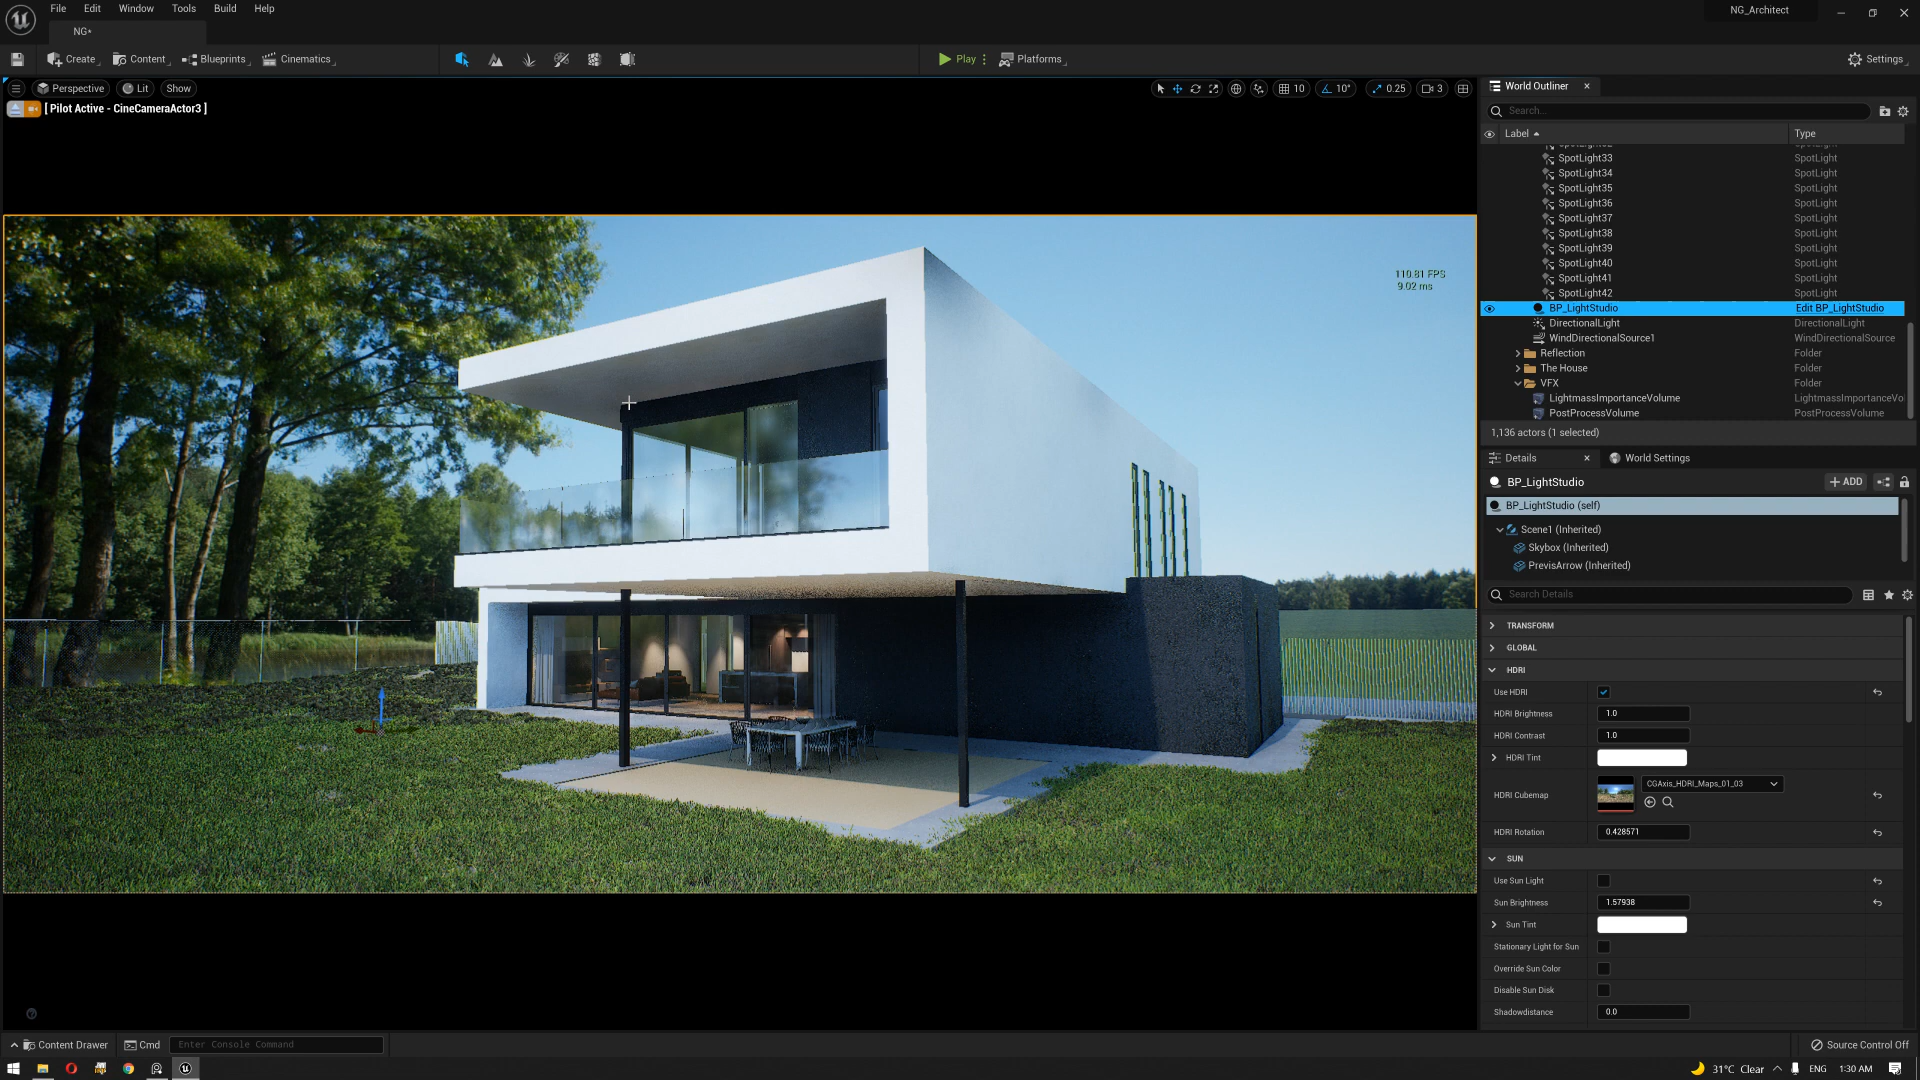 File Edit Window Tools Build Help
NG_Architect
NG*
Create Content Blueprints Cinematics Play Platforms Settings
Perspective Lit Show
10 10° 0.25 3
[ Pilot Active - CineCameraActor3 ]
110.81 FPS
9.02 ms
World Outliner
Search...
Label Type
SpotLight33 SpotLight
SpotLight34 SpotLight
SpotLight35 SpotLight
SpotLight36 SpotLight
SpotLight37 SpotLight
SpotLight38 SpotLight
SpotLight39 SpotLight
SpotLight40 SpotLight
SpotLight41 SpotLight
SpotLight42 SpotLight
BP_LightStudio Edit BP_LightStudio
DirectionalLight DirectionalLight
WindDirectionalSource1 WindDirectionalSource
Reflection Folder
The House Folder
VFX Folder
LightmassImportanceVolume LightmassImportanceVo
PostProcessVolume PostProcessVolume
1,136 actors (1 selected)
Details World Settings
BP_LightStudio + ADD
BP_LightStudio (self)
Scene1 (Inherited)
Skybox (Inherited)
PrevisArrow (Inherited)
Search Details
TRANSFORM
GLOBAL
HDRI
Use HDRI
HDRI Brightness 1.0
HDRI Contrast 1.0
HDRI Tint
HDRI Cubemap CGAxis_HDRI_Maps_01_03
HDRI Rotation 0.428571
SUN
Use Sun Light
Sun Brightness 1.57938
Sun Tint
Stationary Light for Sun
Override Sun Color
Disable Sun Disk
Shadowdistance 0.0
Content Drawer Cmd Enter Console Command Source Control Off
31°C Clear ENG 1:30 AM